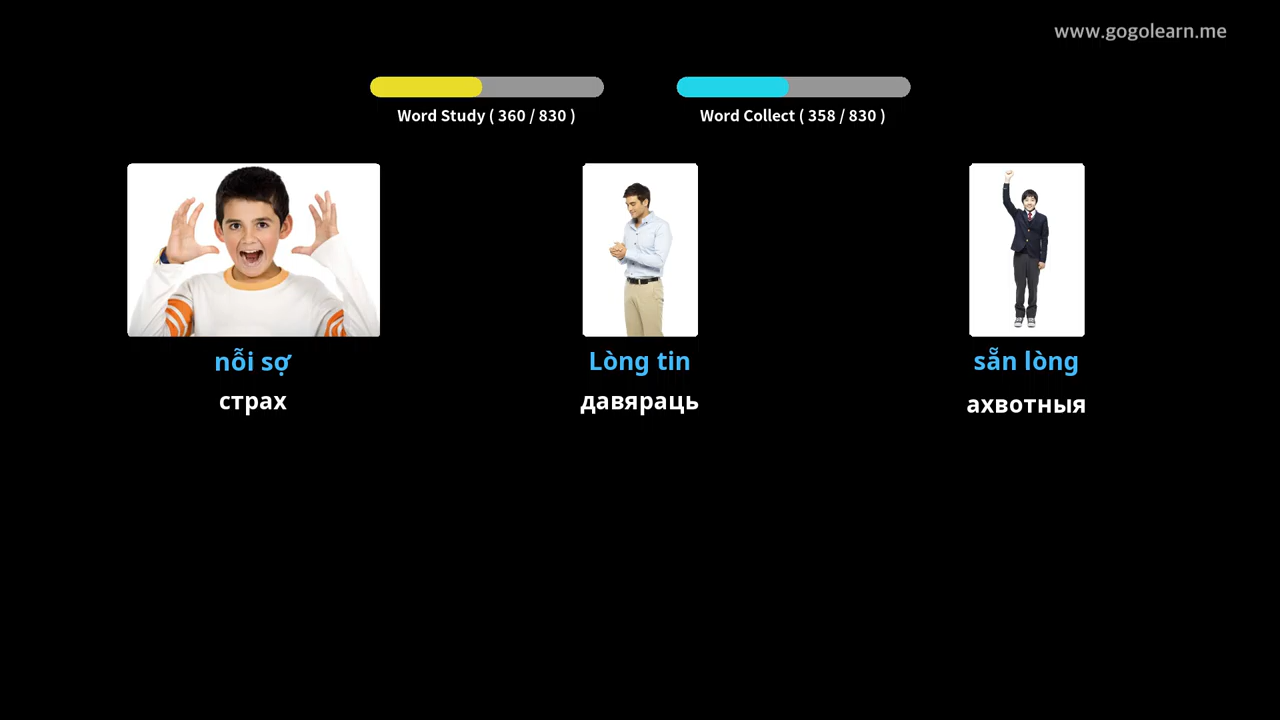 www.gogolearn.me
Word Study ( 360 / 830 )
Word Collect ( 358 / 830 )
nỗi sợ
страх
Lòng tin
давяраць
sẵn lòng
ахвотныя